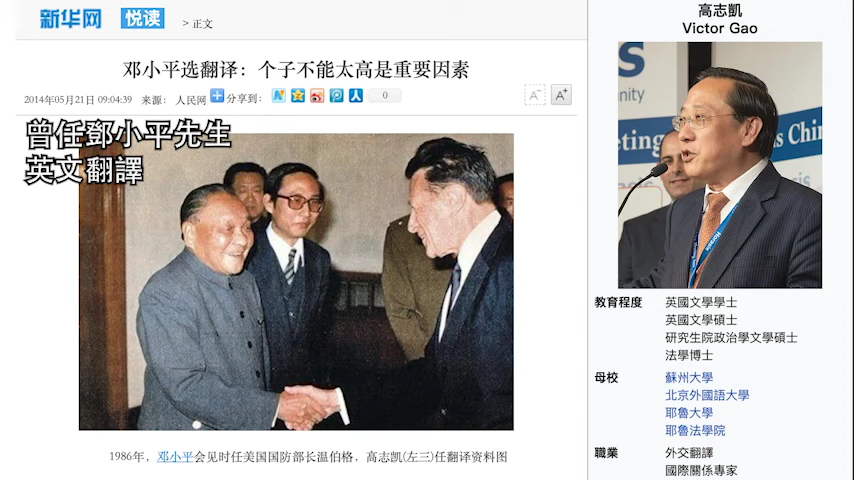 新华网 悦读 > 正文
邓小平选翻译：个子不能太高是重要因素
2014年05月21日 09:04:39 来源： 人民网 分享到： 0 A- A+
曾任鄧小平先生
英文翻譯
1986年，邓小平会见时任美国国防部长温伯格，高志凯(左三)任翻译资料图
高志凱
Victor Gao
s
nity
eting
s Chin
教育程度 英國文學學士
英國文學碩士
研究生院政治學文學碩士
法學博士
母校 蘇州大學
北京外國語大學
耶魯大學
耶魯法學院
職業 外交翻譯
國際關係專家